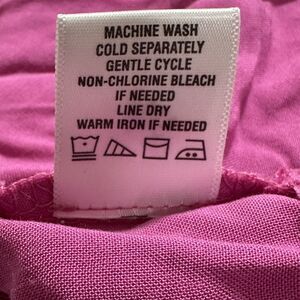 MACHINE WASH
COLD SEPARATELY
GENTLE CYCLE
NON-CHLORINE BLEACH
IF NEEDED
LINE DRY
WARM IRON IF NEEDED